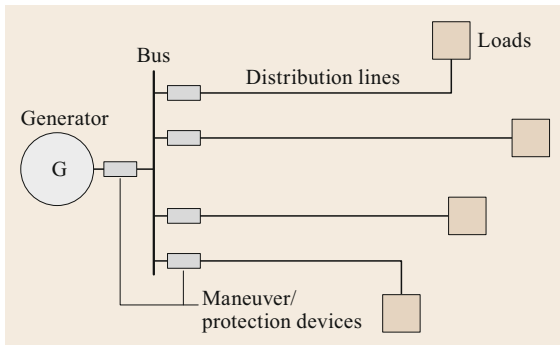 Loads
Bus
Distribution lines
Generator
G
Maneuver/
protection devices